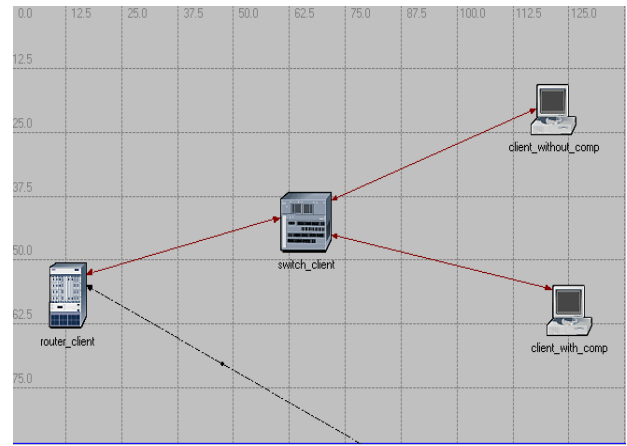 0.0 12.5 25.0 37.5 50.0 62.5 75.0 87.5 100.0 112.5 125.0
12.5
25.0
client_without_comp
37.5
50.0
switch_client
62.5
router_client
client_with_comp
75.0